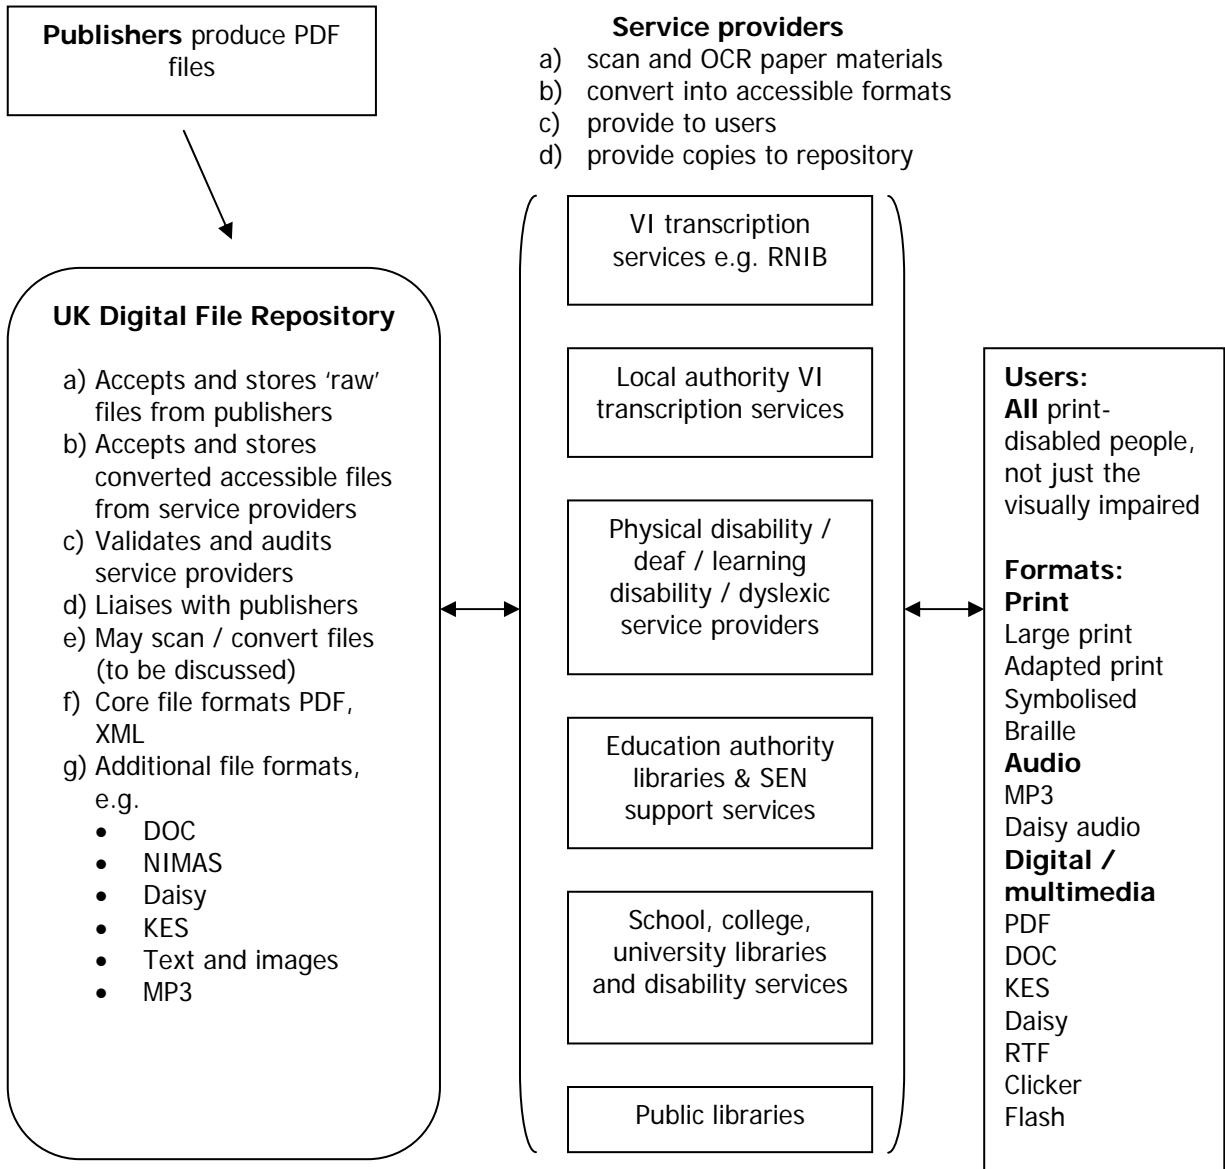 Publishers produce PDF
files
Service providers
a) scan and OCR paper materials
b) convert into accessible formats
c) provide to users
d) provide copies to repository
UK Digital File Repository
a) Accepts and stores ‘raw’
files from publishers
b) Accepts and stores
converted accessible files
from service providers
c) Validates and audits
service providers
d) Liaises with publishers
e) May scan / convert files
(to be discussed)
f) Core file formats PDF,
XML
g) Additional file formats,
e.g.
• DOC
• NIMAS
• Daisy
• KES
• Text and images
• MP3
VI transcription
services e.g. RNIB
Local authority VI
transcription services
Physical disability /
deaf / learning
disability / dyslexic
service providers
Education authority
libraries & SEN
support services
School, college,
university libraries
and disability services
Public libraries
Users:
All print-
disabled people,
not just the
visually impaired
Formats:
Print
Large print
Adapted print
Symbolised
Braille
Audio
MP3
Daisy audio
Digital /
multimedia
PDF
DOC
KES
Daisy
RTF
Clicker
Flash